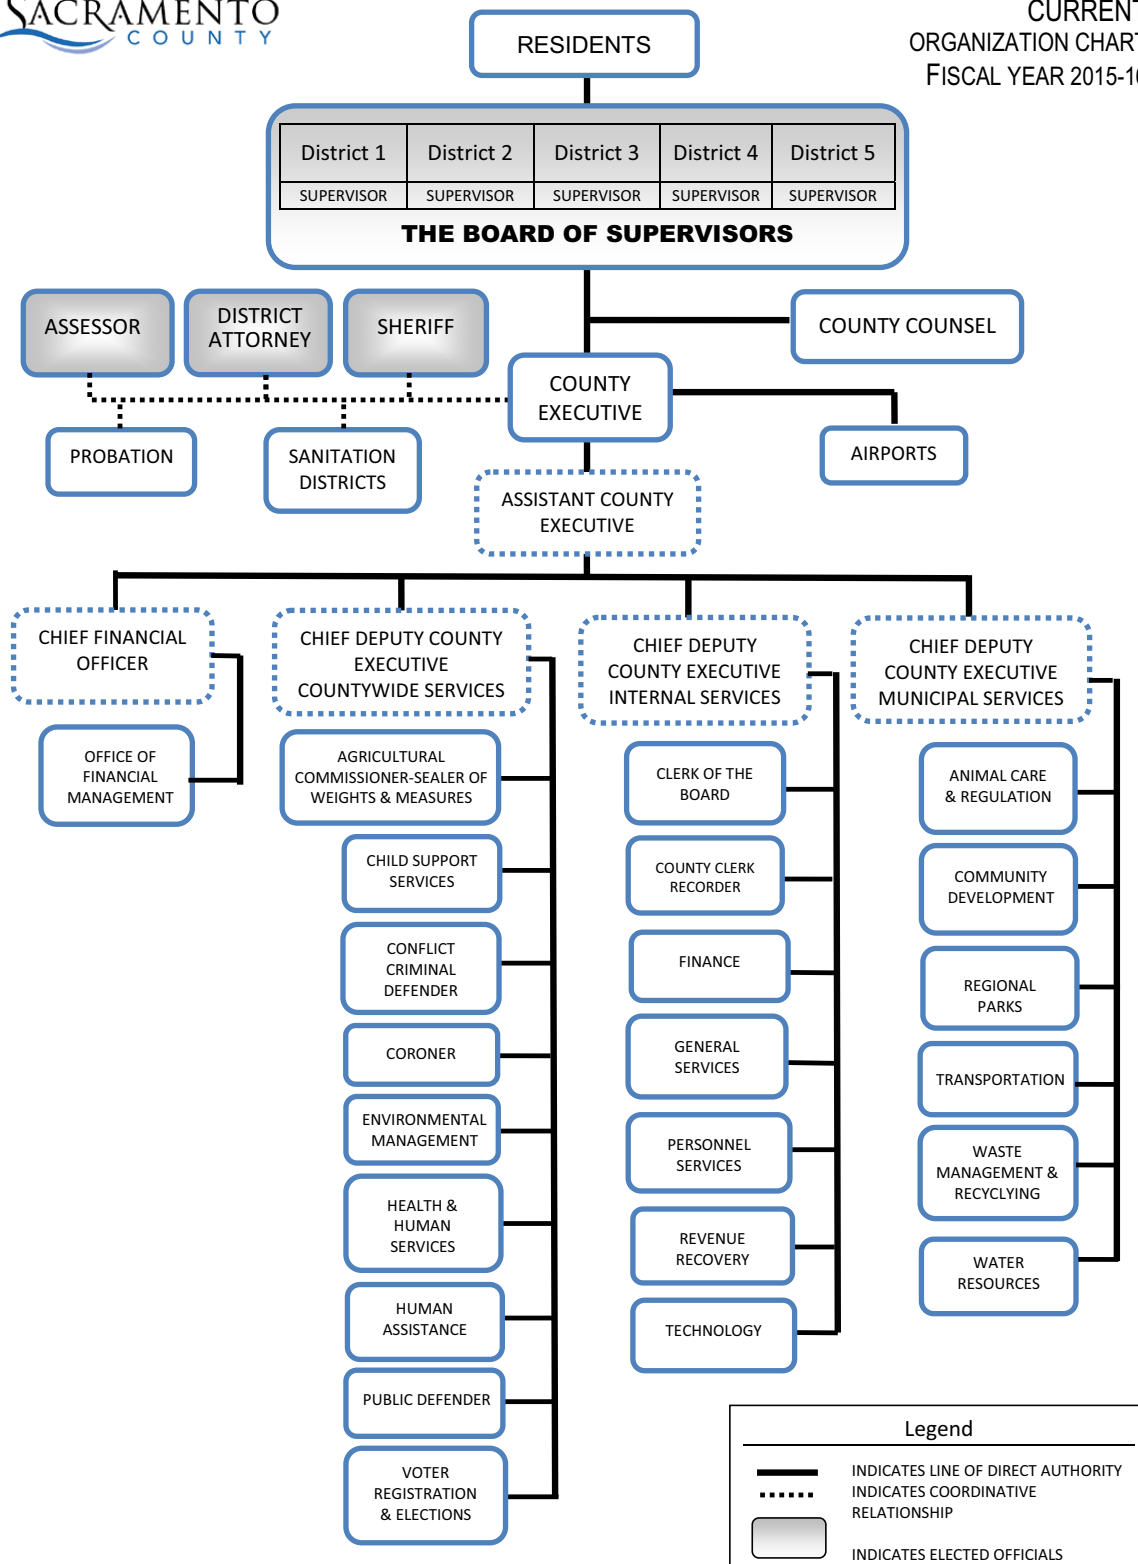 SACRAMENTO
COUNTY
CURRENT
ORGANIZATION CHART
FISCAL YEAR 2015-16
RESIDENTS
District 1
District 2
District 3
District 4
District 5
SUPERVISOR
SUPERVISOR
SUPERVISOR
SUPERVISOR
SUPERVISOR
THE BOARD OF SUPERVISORS
ASSESSOR
DISTRICT
ATTORNEY
SHERIFF
COUNTY COUNSEL
COUNTY
EXECUTIVE
PROBATION
SANITATION
DISTRICTS
AIRPORTS
ASSISTANT COUNTY
EXECUTIVE
CHIEF FINANCIAL
OFFICER
OFFICE OF
FINANCIAL
MANAGEMENT
CHIEF DEPUTY COUNTY
EXECUTIVE
COUNTYWIDE SERVICES
AGRICULTURAL
COMMISSIONER-SEALER OF
WEIGHTS & MEASURES
CHILD SUPPORT
SERVICES
CONFLICT
CRIMINAL
DEFENDER
CORONER
ENVIRONMENTAL
MANAGEMENT
HEALTH &
HUMAN
SERVICES
HUMAN
ASSISTANCE
PUBLIC DEFENDER
VOTER
REGISTRATION
& ELECTIONS
CHIEF DEPUTY
COUNTY EXECUTIVE
INTERNAL SERVICES
CLERK OF THE
BOARD
COUNTY CLERK
RECORDER
FINANCE
GENERAL
SERVICES
PERSONNEL
SERVICES
REVENUE
RECOVERY
TECHNOLOGY
CHIEF DEPUTY
COUNTY EXECUTIVE
MUNICIPAL SERVICES
ANIMAL CARE
& REGULATION
COMMUNITY
DEVELOPMENT
REGIONAL
PARKS
TRANSPORTATION
WASTE
MANAGEMENT &
RECYCLYING
WATER
RESOURCES
Legend
INDICATES LINE OF DIRECT AUTHORITY
INDICATES COORDINATIVE
RELATIONSHIP
INDICATES ELECTED OFFICIALS